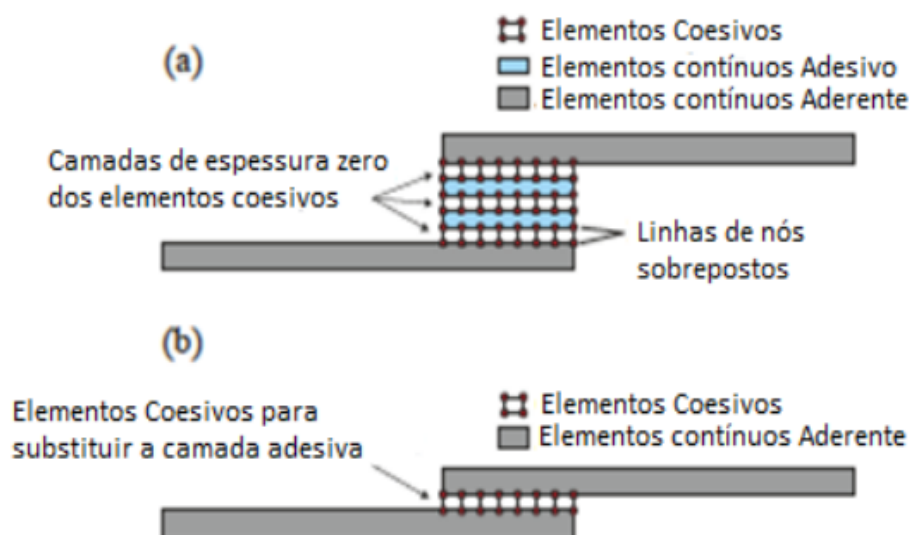 (a)
Elementos Coesivos
Elementos contínuos Adesivo
Elementos contínuos Aderente
Camadas de espessura zero
dos elementos coesivos
Linhas de nós
sobrepostos
(b)
Elementos Coesivos para
substituir a camada adesiva
Elementos Coesivos
Elementos contínuos Aderente